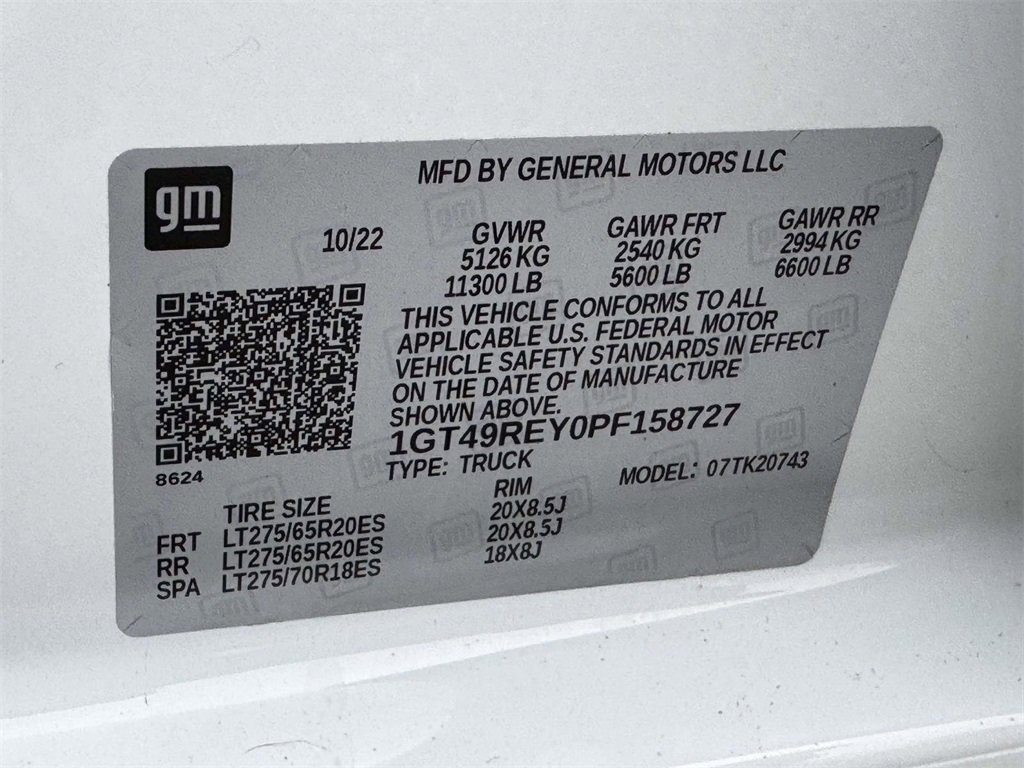 gm
MFD BY GENERAL MOTORS LLC
10/22 GVWR GAWR FRT GAWR RR
5126 KG 2540 KG 2994 KG
11300 LB 5600 LB 6600 LB
THIS VEHICLE CONFORMS TO ALL
APPLICABLE U.S. FEDERAL MOTOR
VEHICLE SAFETY STANDARDS IN EFFECT
ON THE DATE OF MANUFACTURE
SHOWN ABOVE.
1GT49REY0PF158727
8624
TYPE: TRUCK MODEL: 07TK20743
TIRE SIZE RIM
FRT LT275/65R20ES 20X8.5J
RR LT275/65R20ES 20X8.5J
SPA LT275/70R18ES 18X8J